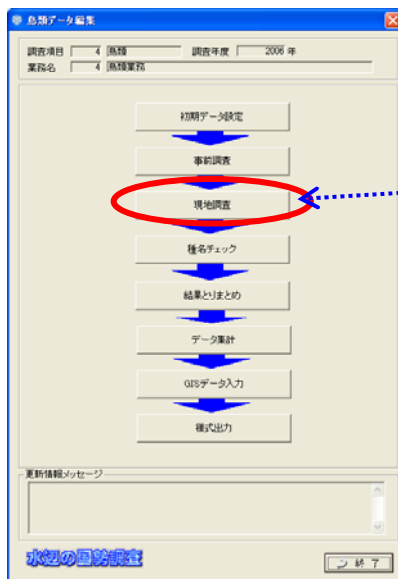 鳥類データ編集
調査項目 4 鳥類 調査年度 2006 年
業務名 4 鳥類業務
初期データ設定
事前調査
現地調査
種名チェック
結果とりまとめ
データ集計
GISデータ入力
様式出力
更新情報メッセージ
水辺の国勢調査
終 了